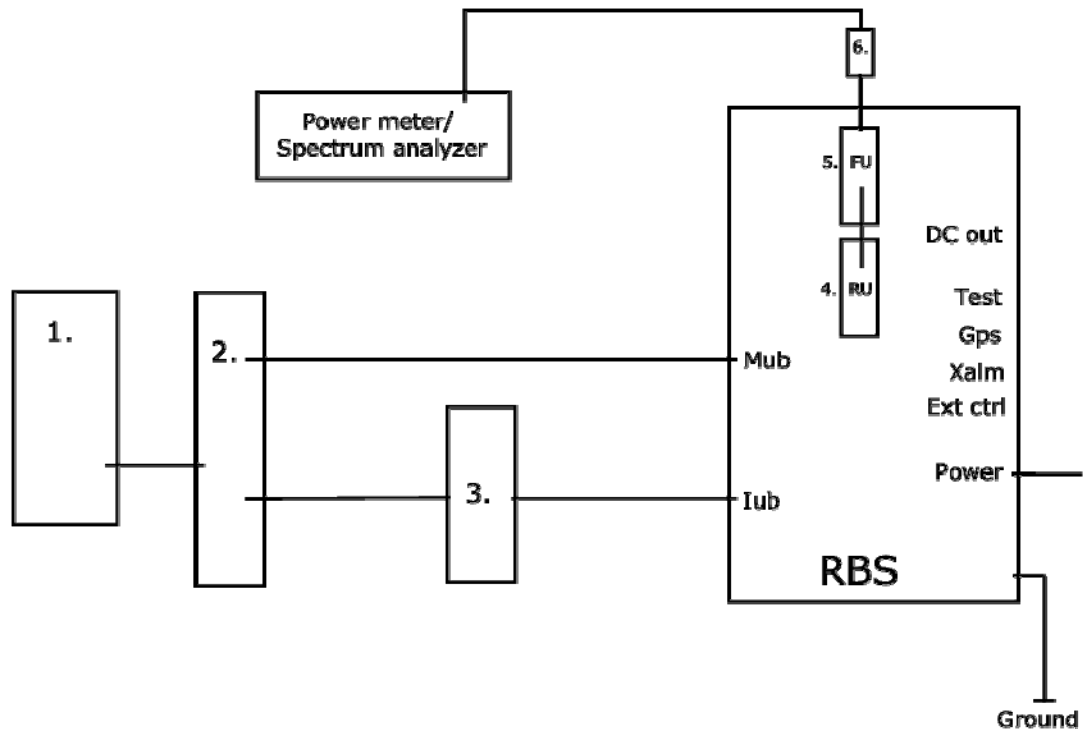 6.
Power meter/
Spectrum analyzer
5. FU
DC out
4. RU
Test
1.
2.
Gps
Mub
Xalm
Ext ctrl
Power
3.
Iub
RBS
Ground